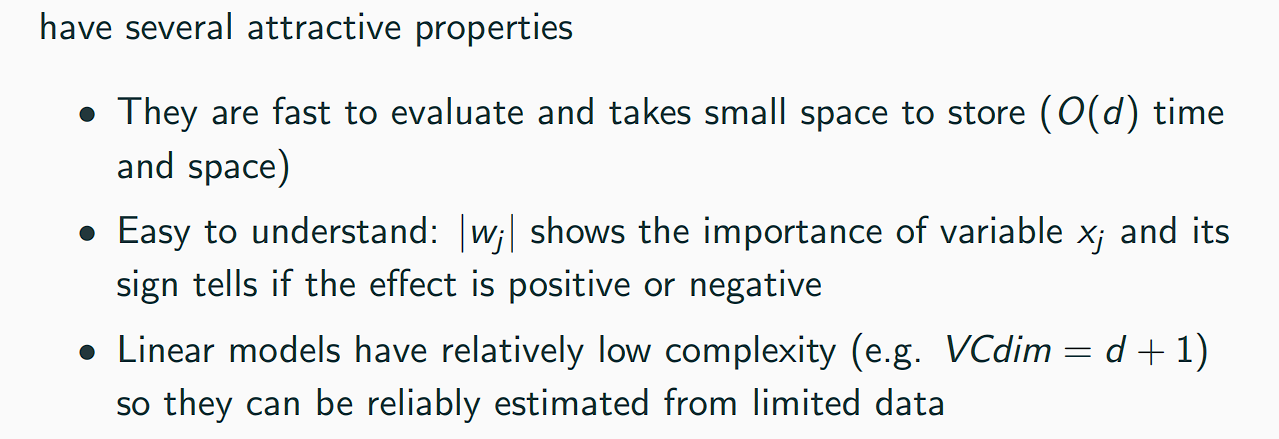 have several attractive properties
• They are fast to evaluate and takes small space to store (O(d) time
and space)
• Easy to understand: |w_j| shows the importance of variable x_j and its
sign tells if the effect is positive or negative
• Linear models have relatively low complexity (e.g. VCdim = d + 1)
so they can be reliably estimated from limited data